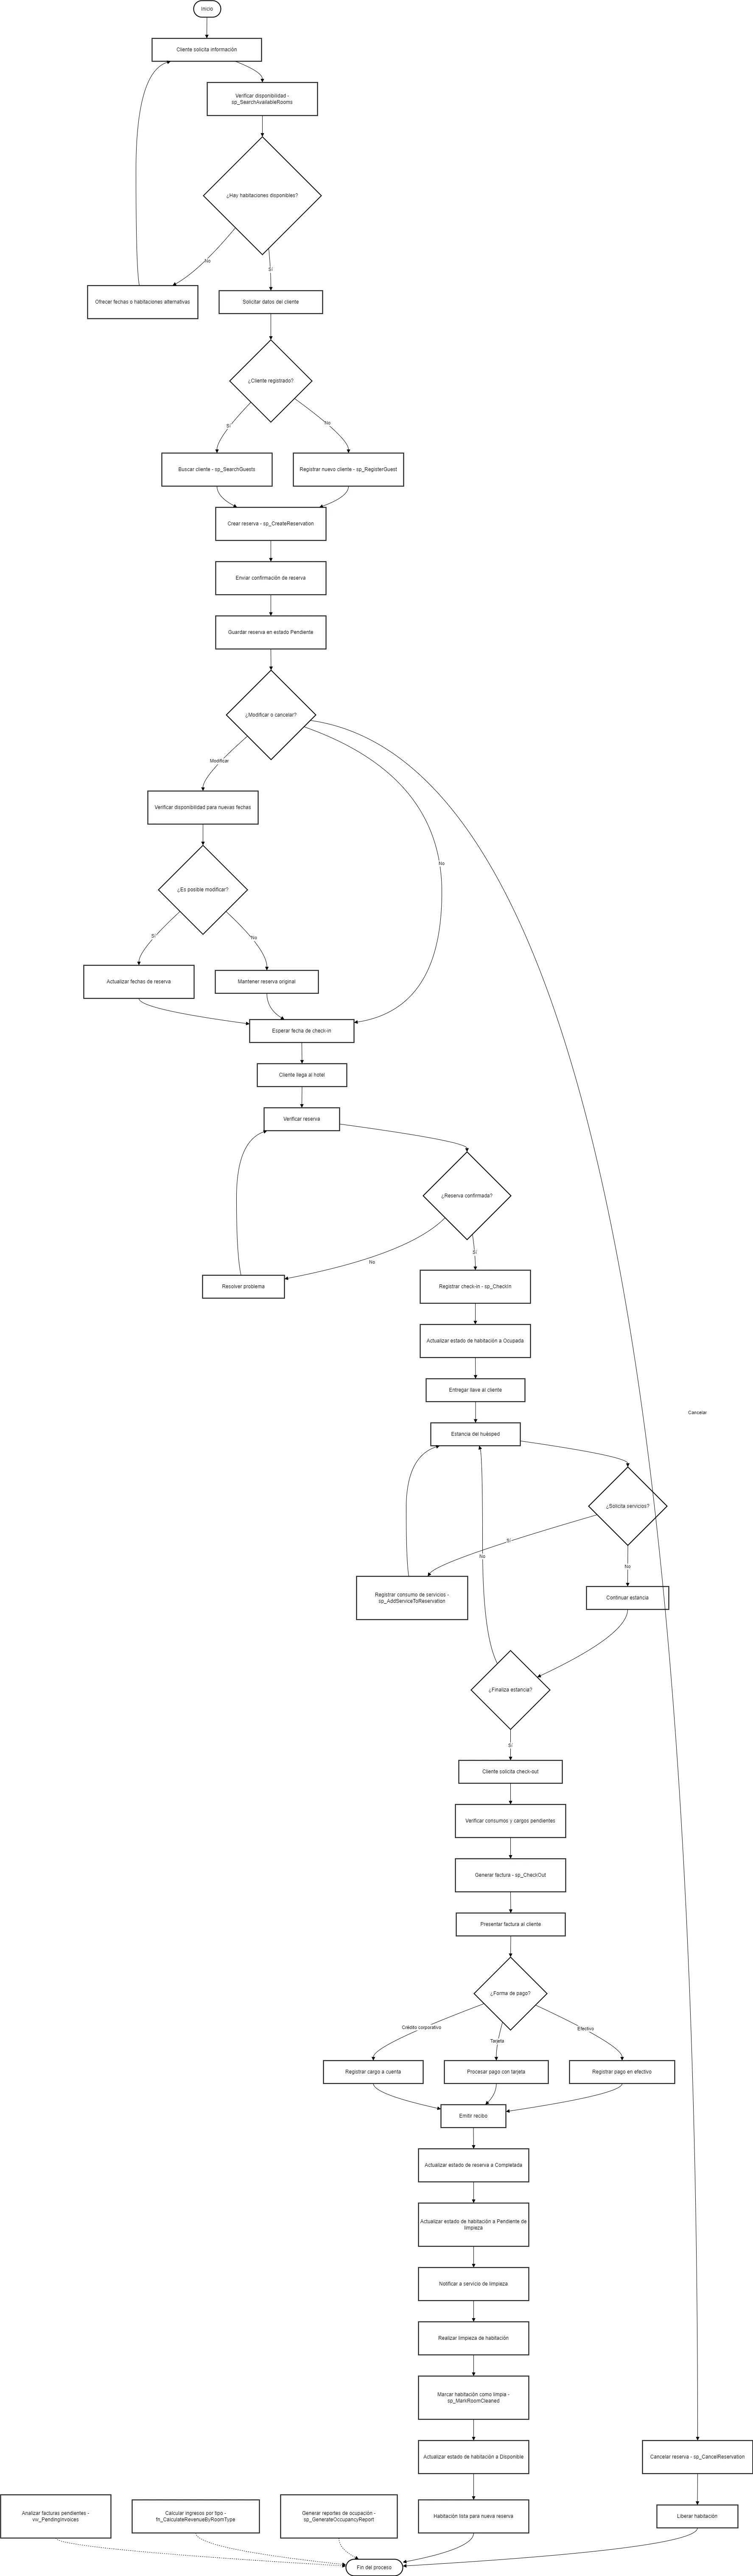 Inicio
Cliente solicita información
Verificar disponibilidad -
sp_SearchAvailableRooms
¿Hay habitaciones disponibles?
No
Sí
Ofrecer fechas o habitaciones alternativas
Solicitar datos del cliente
¿Cliente registrado?
Sí
No
Buscar cliente - sp_SearchGuests
Registrar nuevo cliente - sp_RegisterGuest
Crear reserva - sp_CreateReservation
Enviar confirmación de reserva
Guardar reserva en estado Pendiente
¿Modificar o cancelar?
Modificar
Verificar disponibilidad para nuevas fechas
No
¿Es posible modificar?
Sí
No
Actualizar fechas de reserva
Mantener reserva original
Esperar fecha de check-in
Cliente llega al hotel
Verificar reserva
¿Reserva confirmada?
Sí
No
Resolver problema
Registrar check-in - sp_CheckIn
Actualizar estado de habitación a Ocupada
Entregar llave al cliente
Cancelar
Estancia del huésped
¿Solicita servicios?
Sí
No
No
Registrar consumo de servicios -
sp_AddServiceToReservation
Continuar estancia
¿Finaliza estancia?
Sí
Cliente solicita check-out
Verificar consumos y cargos pendientes
Generar factura - sp_CheckOut
Presentar factura al cliente
¿Forma de pago?
Crédito corporativo
Efectivo
Tarjeta
Registrar cargo a cuenta
Procesar pago con tarjeta
Registrar pago en efectivo
Emitir recibo
Actualizar estado de reserva a Completada
Actualizar estado de habitación a Pendiente de
limpieza
Notificar a servicio de limpieza
Realizar limpieza de habitación
Marcar habitación como limpia -
sp_MarkRoomCleaned
Actualizar estado de habitación a Disponible
Cancelar reserva - sp_CancelReservation
Analizar facturas pendientes -
vw_PendingInvoices
Calcular ingresos por tipo -
fn_CalculateRevenueByRoomType
Generar reportes de ocupación -
sp_GenerateOccupancyReport
Habitación lista para nueva reserva
Liberar habitación
Fin del proceso